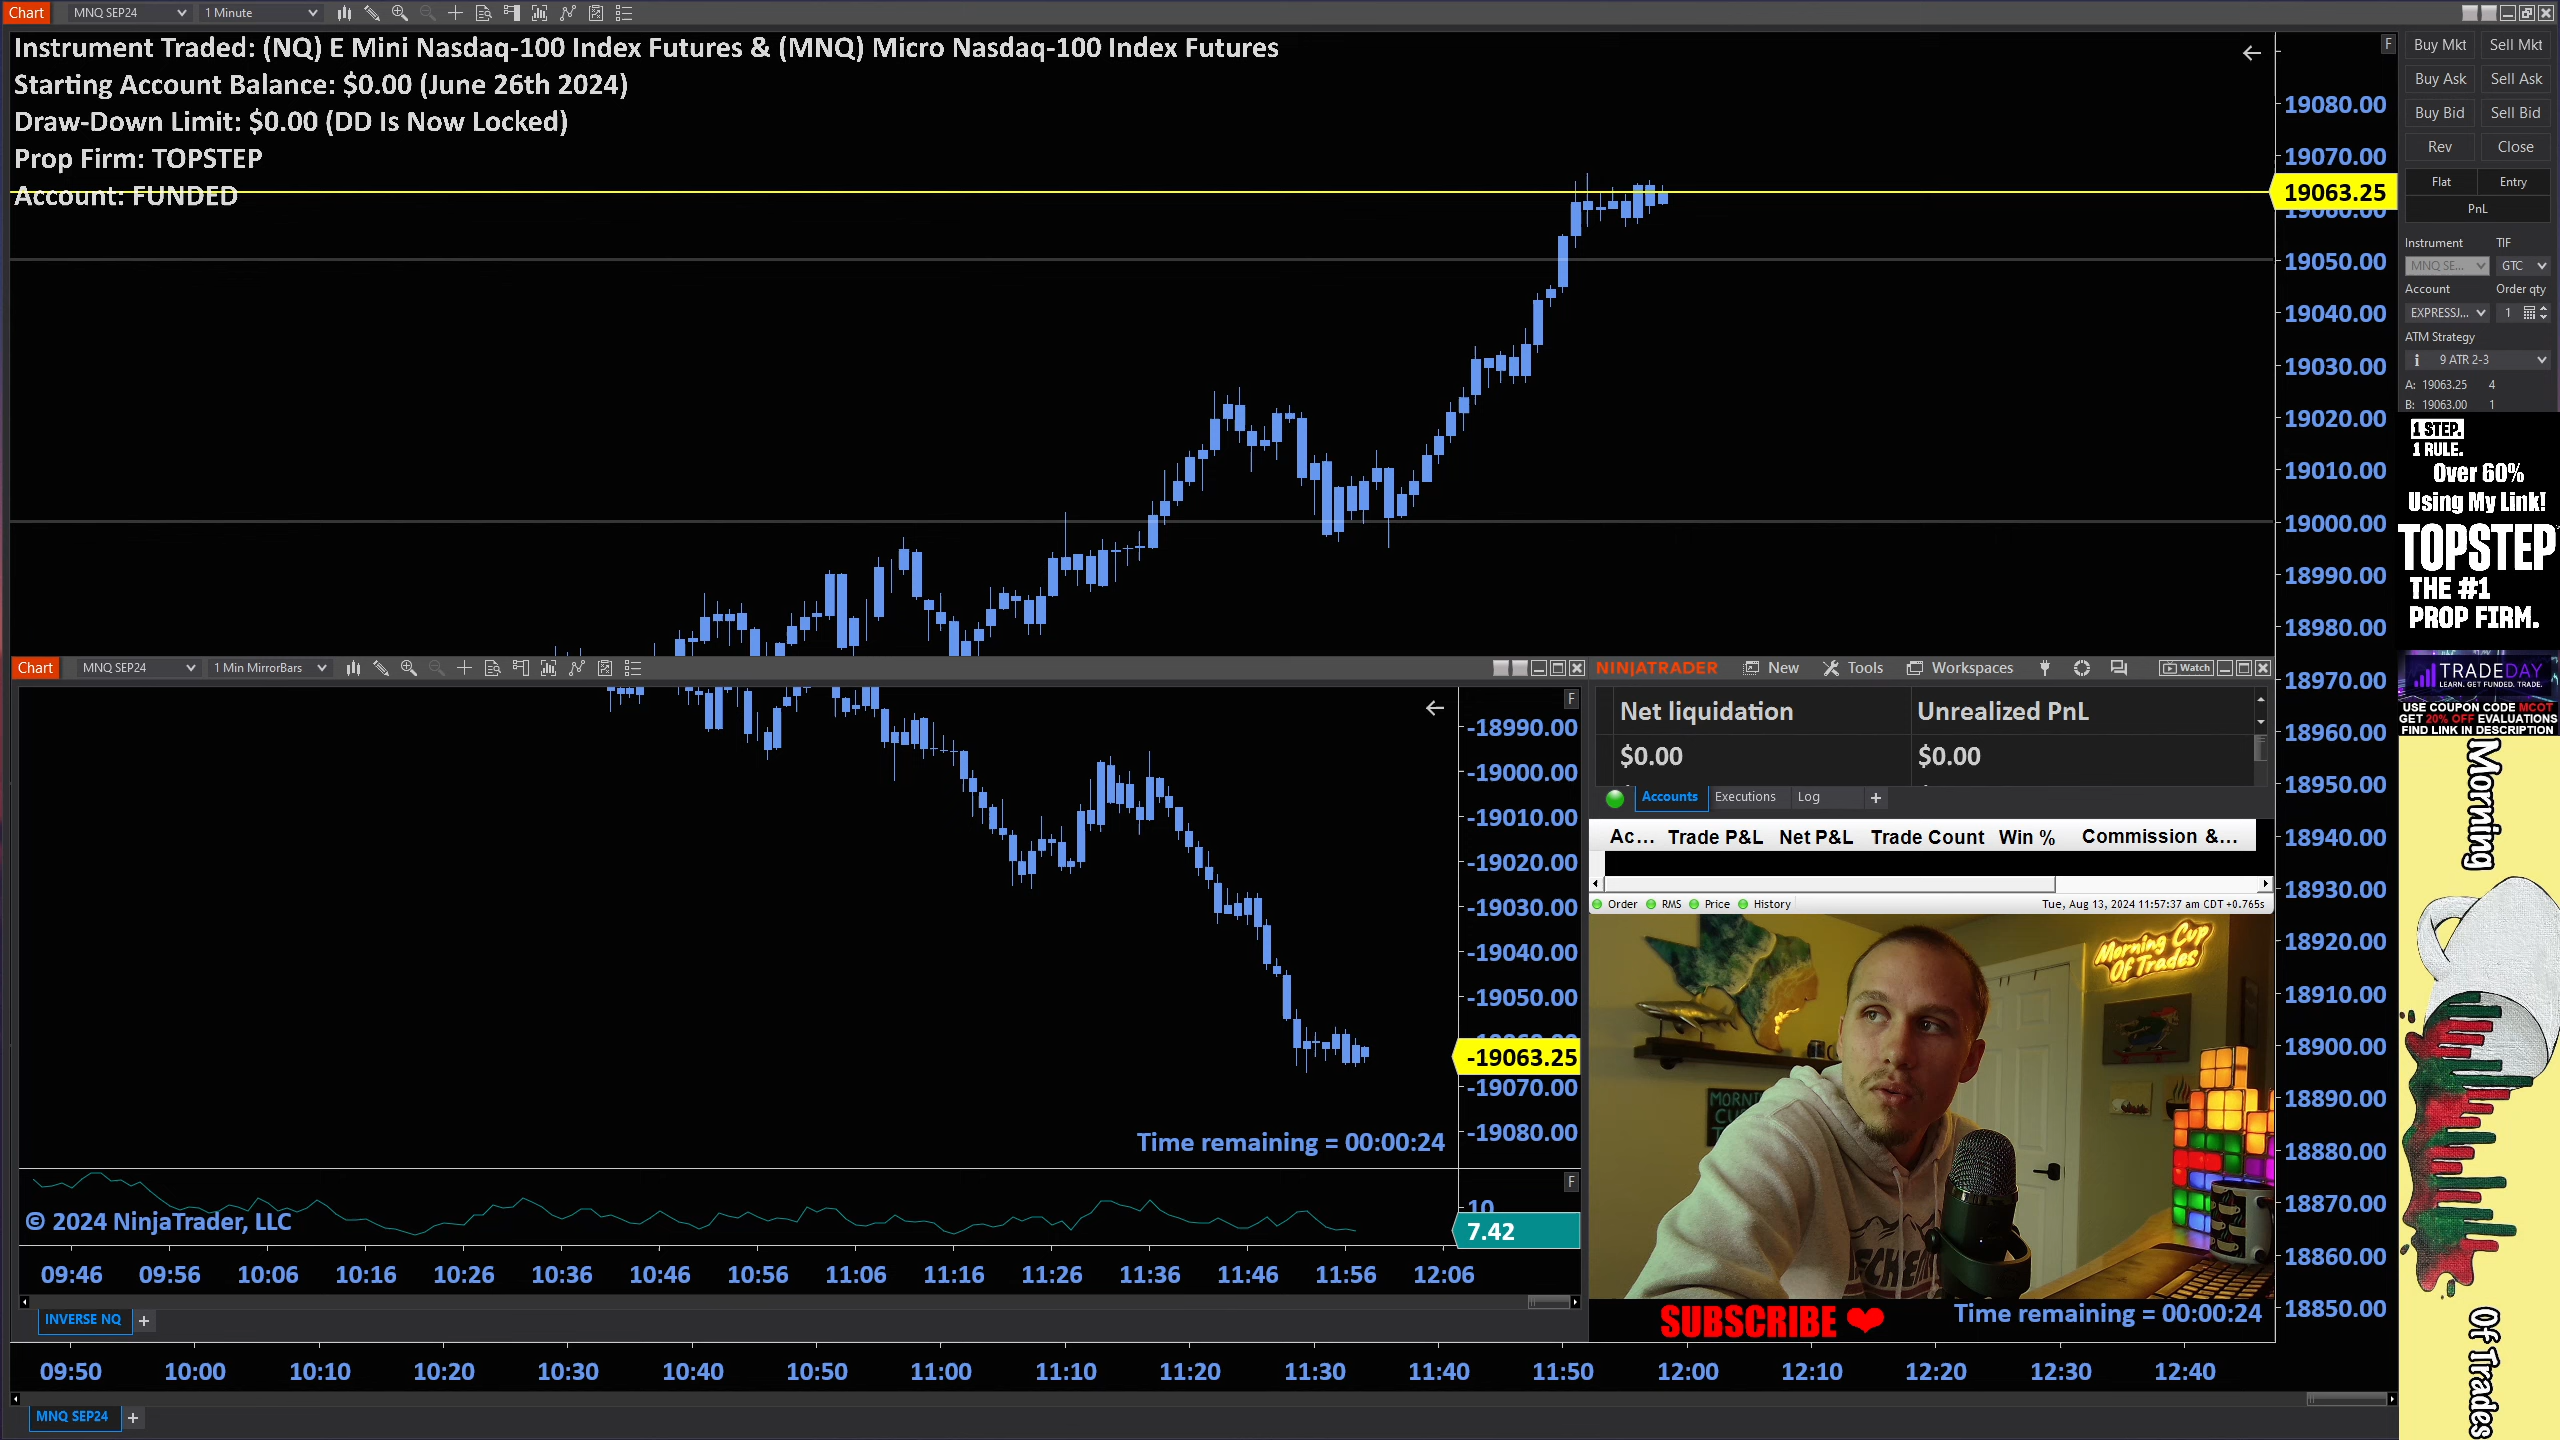 Chart MNQ SEP24 1 Minute
Instrument Traded: (NQ) E Mini Nasdaq-100 Index Futures & (MNQ) Micro Nasdaq-100 Index Futures
Starting Account Balance: $0.00 (June 26th 2024)
Draw-Down Limit: $0.00 (DD Is Now Locked)
Prop Firm: TOPSTEP
Account: FUNDED
F
19080.00
19070.00
19063.25
19060.00
19050.00
19040.00
19030.00
19020.00
19010.00
19000.00
18990.00
18980.00
18970.00
18960.00
18950.00
18940.00
18930.00
18920.00
18910.00
18900.00
18890.00
18880.00
18870.00
18860.00
18850.00
Buy Mkt Sell Mkt
Buy Ask Sell Ask
Buy Bid Sell Bid
Rev Close
Flat Entry
PnL
Instrument TIF
MNQ SE... GTC
Account Order qty
EXPRESSJ... 1
ATM Strategy
i 9 ATR 2-3
A: 19063.25 4
B: 19063.00 1
1 STEP.
1 RULE.
Over 60%
Using My Link!
TOPSTEP
THE #1
PROP FIRM.
TRADEDAY
LEARN. GET FUNDED. TRADE.
USE COUPON CODE MCOT
GET 20% OFF EVALUATIONS
FIND LINK IN DESCRIPTION
Morning
Of Trades
Chart MNQ SEP24 1 Min MirrorBars
F
-18990.00
-19000.00
-19010.00
-19020.00
-19030.00
-19040.00
-19050.00
-19063.25
-19070.00
-19080.00
Time remaining = 00:00:24
F
10
7.42
© 2024 NinjaTrader, LLC
09:46 09:56 10:06 10:16 10:26 10:36 10:46 10:56 11:06 11:16 11:26 11:36 11:46 11:56 12:06
INVERSE NQ +
NINJATRADER New Tools Workspaces Watch
Net liquidation Unrealized PnL
$0.00 $0.00
Accounts Executions Log +
Ac... Trade P&L Net P&L Trade Count Win % Commission &...
Order RMS Price History Tue, Aug 13, 2024 11:57:37 am CDT +0.765s
Morning Cup
Of Trades
SUBSCRIBE
Time remaining = 00:00:24
09:50 10:00 10:10 10:20 10:30 10:40 10:50 11:00 11:10 11:20 11:30 11:40 11:50 12:00 12:10 12:20 12:30 12:40
MNQ SEP24 +